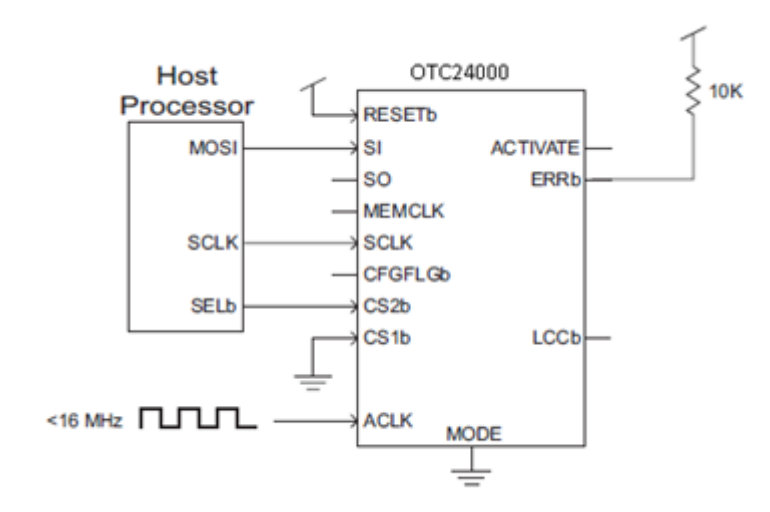 Host
Processor
MOSI
SCLK
SELb
<16 MHz
OTC24000
RESETb
SI
SO
MEMCLK
SCLK
CFGFLGb
CS2b
CS1b
ACLK
MODE
ACTIVATE
ERRb
LCCb
10K